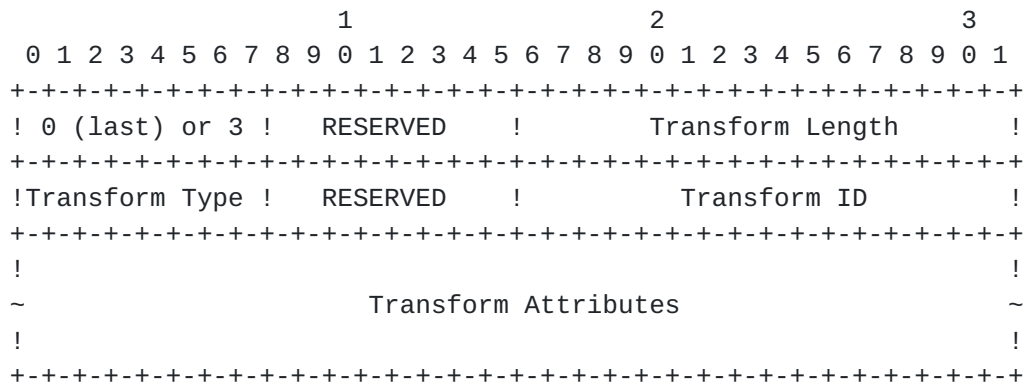 1                   2                   3
 0 1 2 3 4 5 6 7 8 9 0 1 2 3 4 5 6 7 8 9 0 1 2 3 4 5 6 7 8 9 0 1
+-+-+-+-+-+-+-+-+-+-+-+-+-+-+-+-+-+-+-+-+-+-+-+-+-+-+-+-+-+-+-+-+
! 0 (last) or 3 !   RESERVED    !        Transform Length       !
+-+-+-+-+-+-+-+-+-+-+-+-+-+-+-+-+-+-+-+-+-+-+-+-+-+-+-+-+-+-+-+-+
!Transform Type !   RESERVED    !          Transform ID         !
+-+-+-+-+-+-+-+-+-+-+-+-+-+-+-+-+-+-+-+-+-+-+-+-+-+-+-+-+-+-+-+-+
!                                                               !
~                      Transform Attributes                     ~
!                                                               !
+-+-+-+-+-+-+-+-+-+-+-+-+-+-+-+-+-+-+-+-+-+-+-+-+-+-+-+-+-+-+-+-+